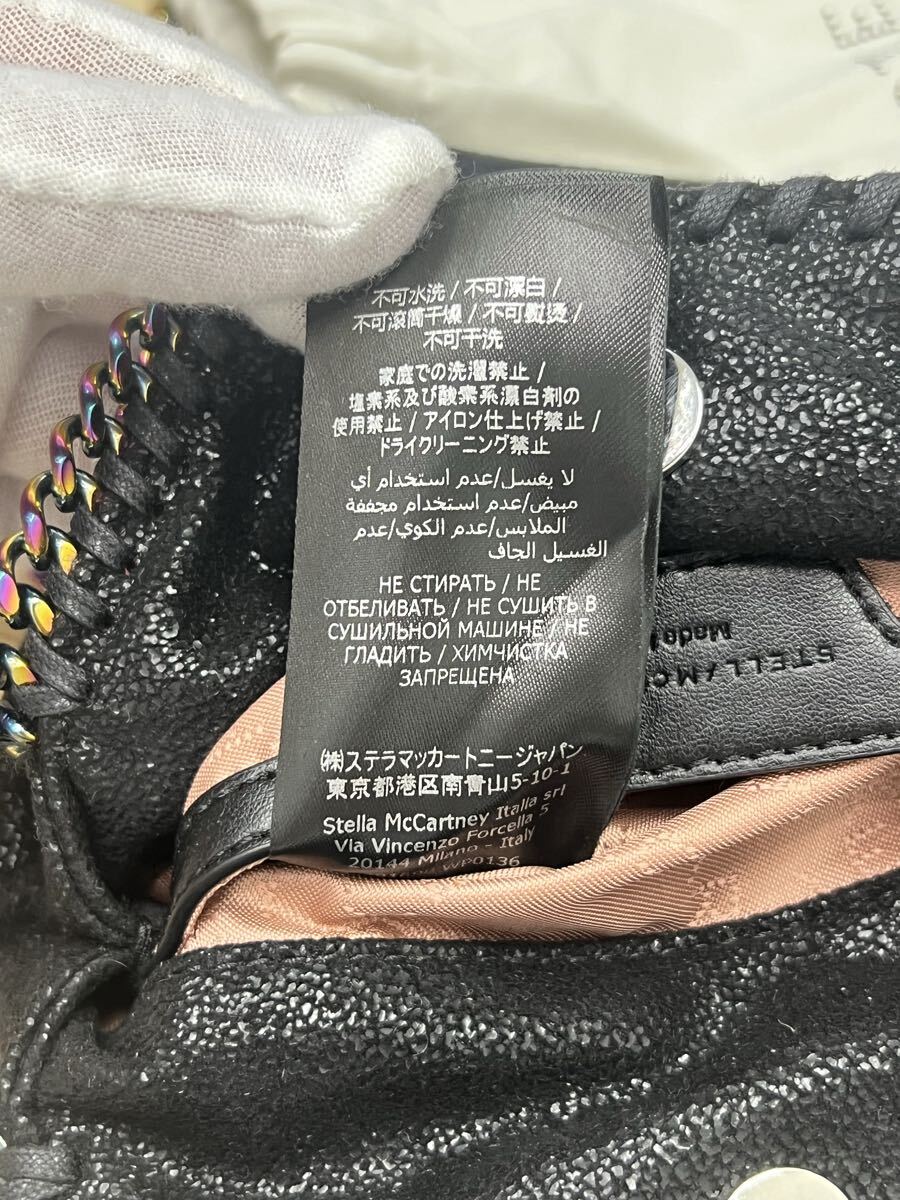 不可水洗 / 不可漂白 /
不可滚筒干燥 / 不可熨烫 /
不可干洗
家庭での洗濯禁止 /
塩素系及び酸素系漂白剤の
使用禁止 / アイロン仕上げ禁止 /
ドライクリーニング禁止
لا يغسل/عدم استخدام أي
مبيض/عدم استخدام مجففة
الملابس/عدم الكوي/عدم
الغسيل الجاف
НЕ СТИРАТЬ / НЕ
ОТБЕЛИВАТЬ / НЕ СУШИТЬ В
СУШИЛЬНОЙ МАШИНЕ / НЕ
ГЛАДИТЬ / ХИМЧИСТКА
ЗАПРЕЩЕНА
(株)ステラマッカートニージャパン
東京都港区南青山5-10-1
Stella McCartney Italia srl
Via Vincenzo Forcella 5
20144 Milano - Italy
WP0136
STELLA
Made